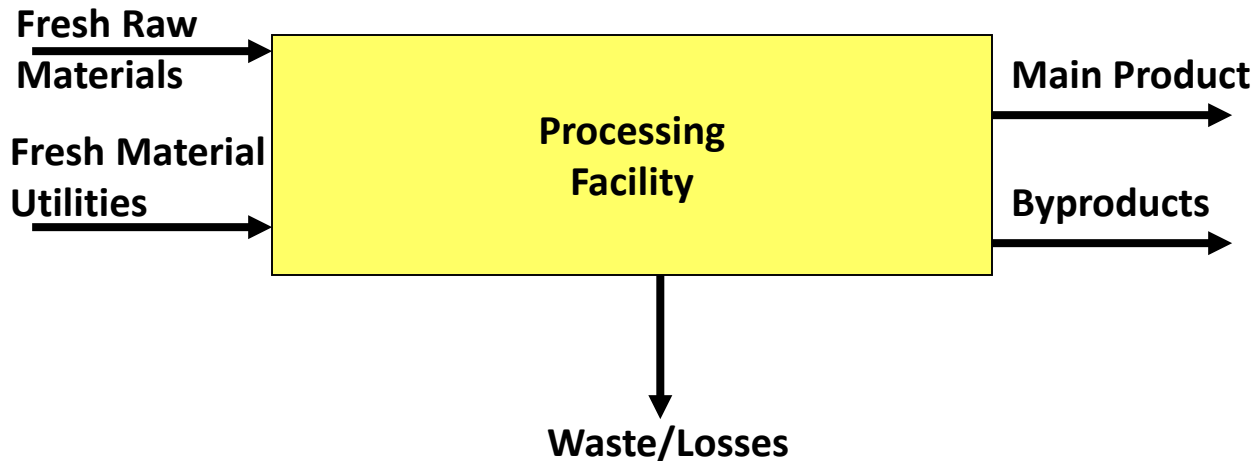 Fresh Raw
Materials
Fresh Material
Utilities
Processing
Facility
Main Product
Byproducts
Waste/Losses